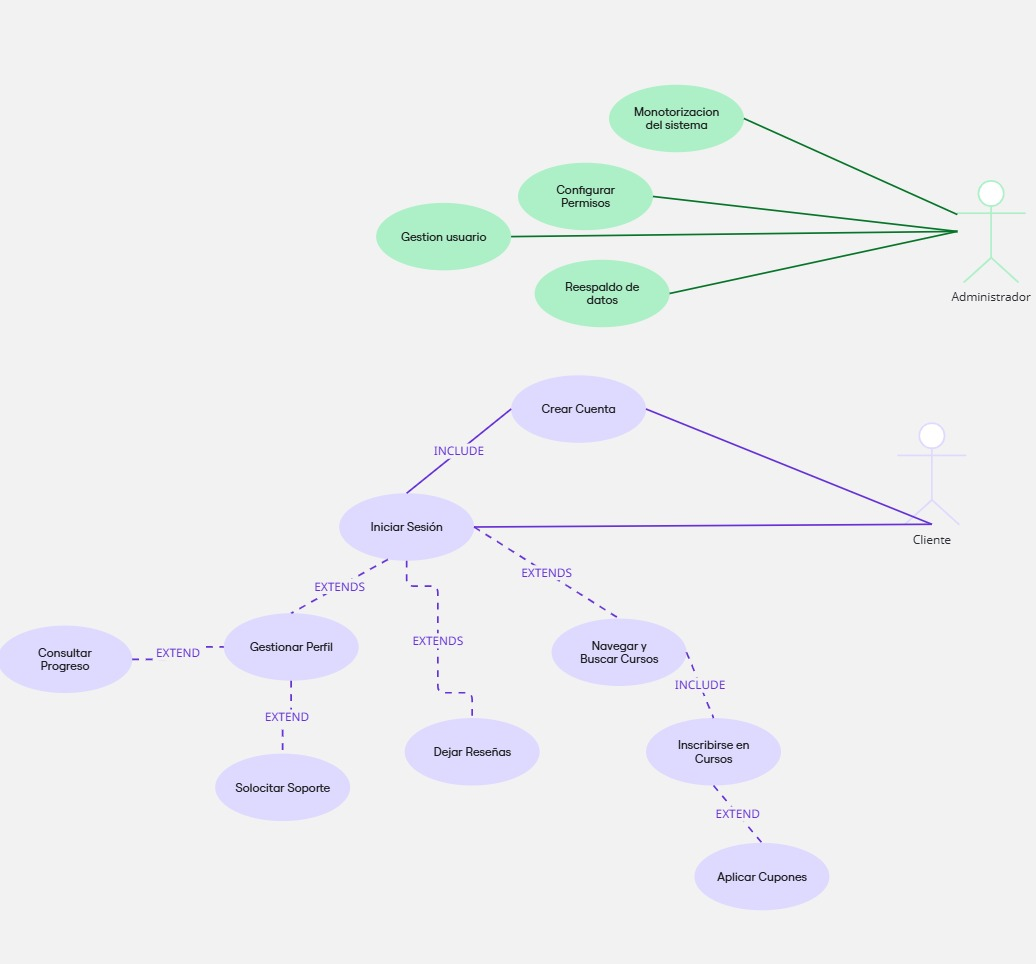 Monotorizacion
del sistema
Configurar
Permisos
Gestion usuario
Reespaldo de
datos
Administrador
Crear Cuenta
INCLUDE
Iniciar Sesión
Cliente
EXTENDS
EXTENDS
EXTENDS
Gestionar Perfil
Consultar
Progreso
EXTEND
Navegar y
Buscar Cursos
INCLUDE
EXTEND
Dejar Reseñas
Inscribirse en
Cursos
Solocitar Soporte
EXTEND
Aplicar Cupones